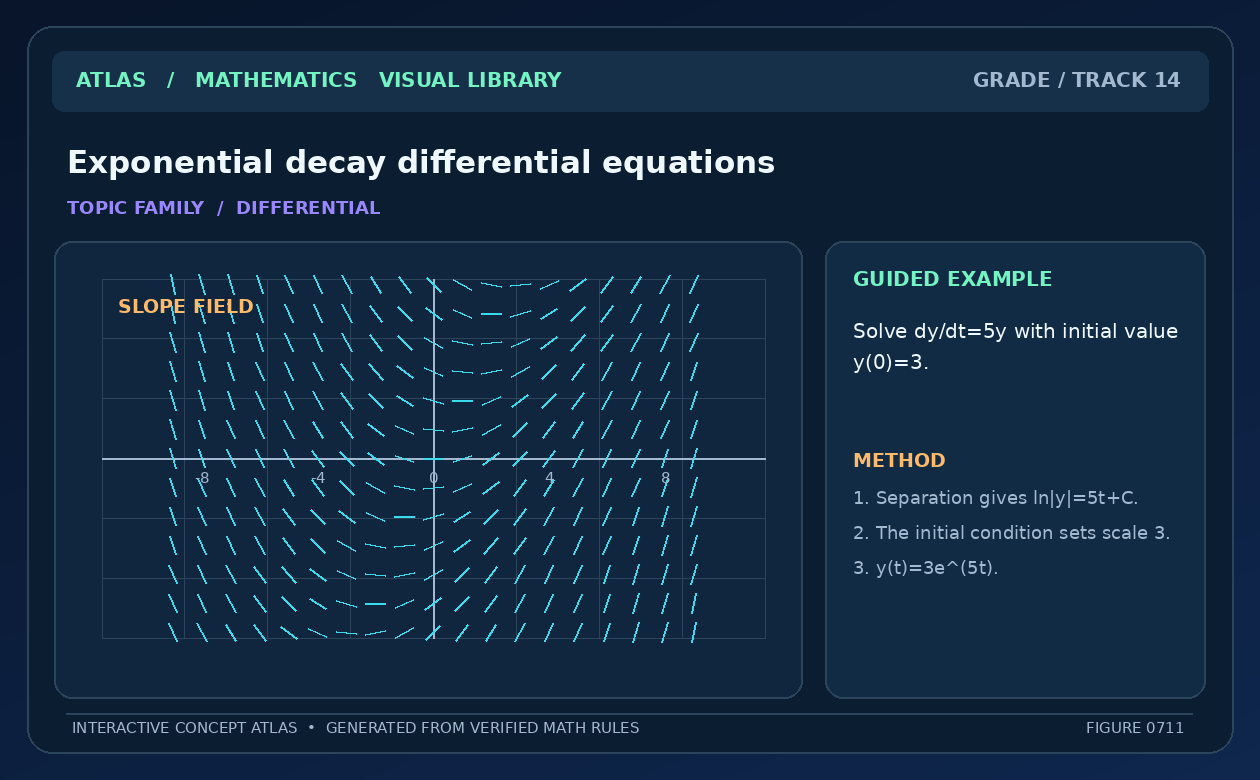 ATLAS / MATHEMATICS VISUAL LIBRARY
GRADE / TRACK 14
Exponential decay differential equations
TOPIC FAMILY / DIFFERENTIAL
SLOPE FIELD
-8 -4 0 4 8
GUIDED EXAMPLE
Solve dy/dt=5y with initial value
y(0)=3.
METHOD
1. Separation gives ln|y|=5t+C.
2. The initial condition sets scale 3.
3. y(t)=3e^(5t).
INTERACTIVE CONCEPT ATLAS • GENERATED FROM VERIFIED MATH RULES
FIGURE 0711